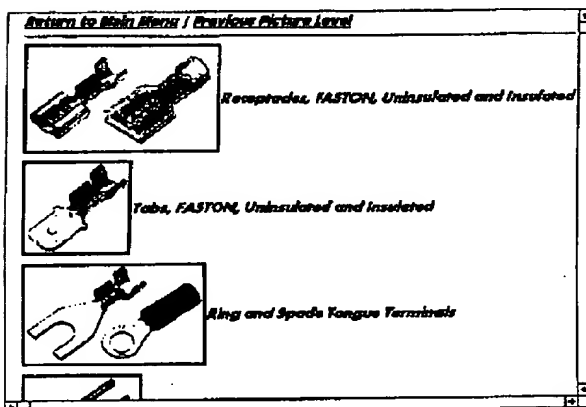 Return to Main Menu / Previous Picture Level
Receptacles, FASTON, Uninsulated and Insulated
Tabs, FASTON, Uninsulated and Insulated
Ring and Spade Tongue Terminals